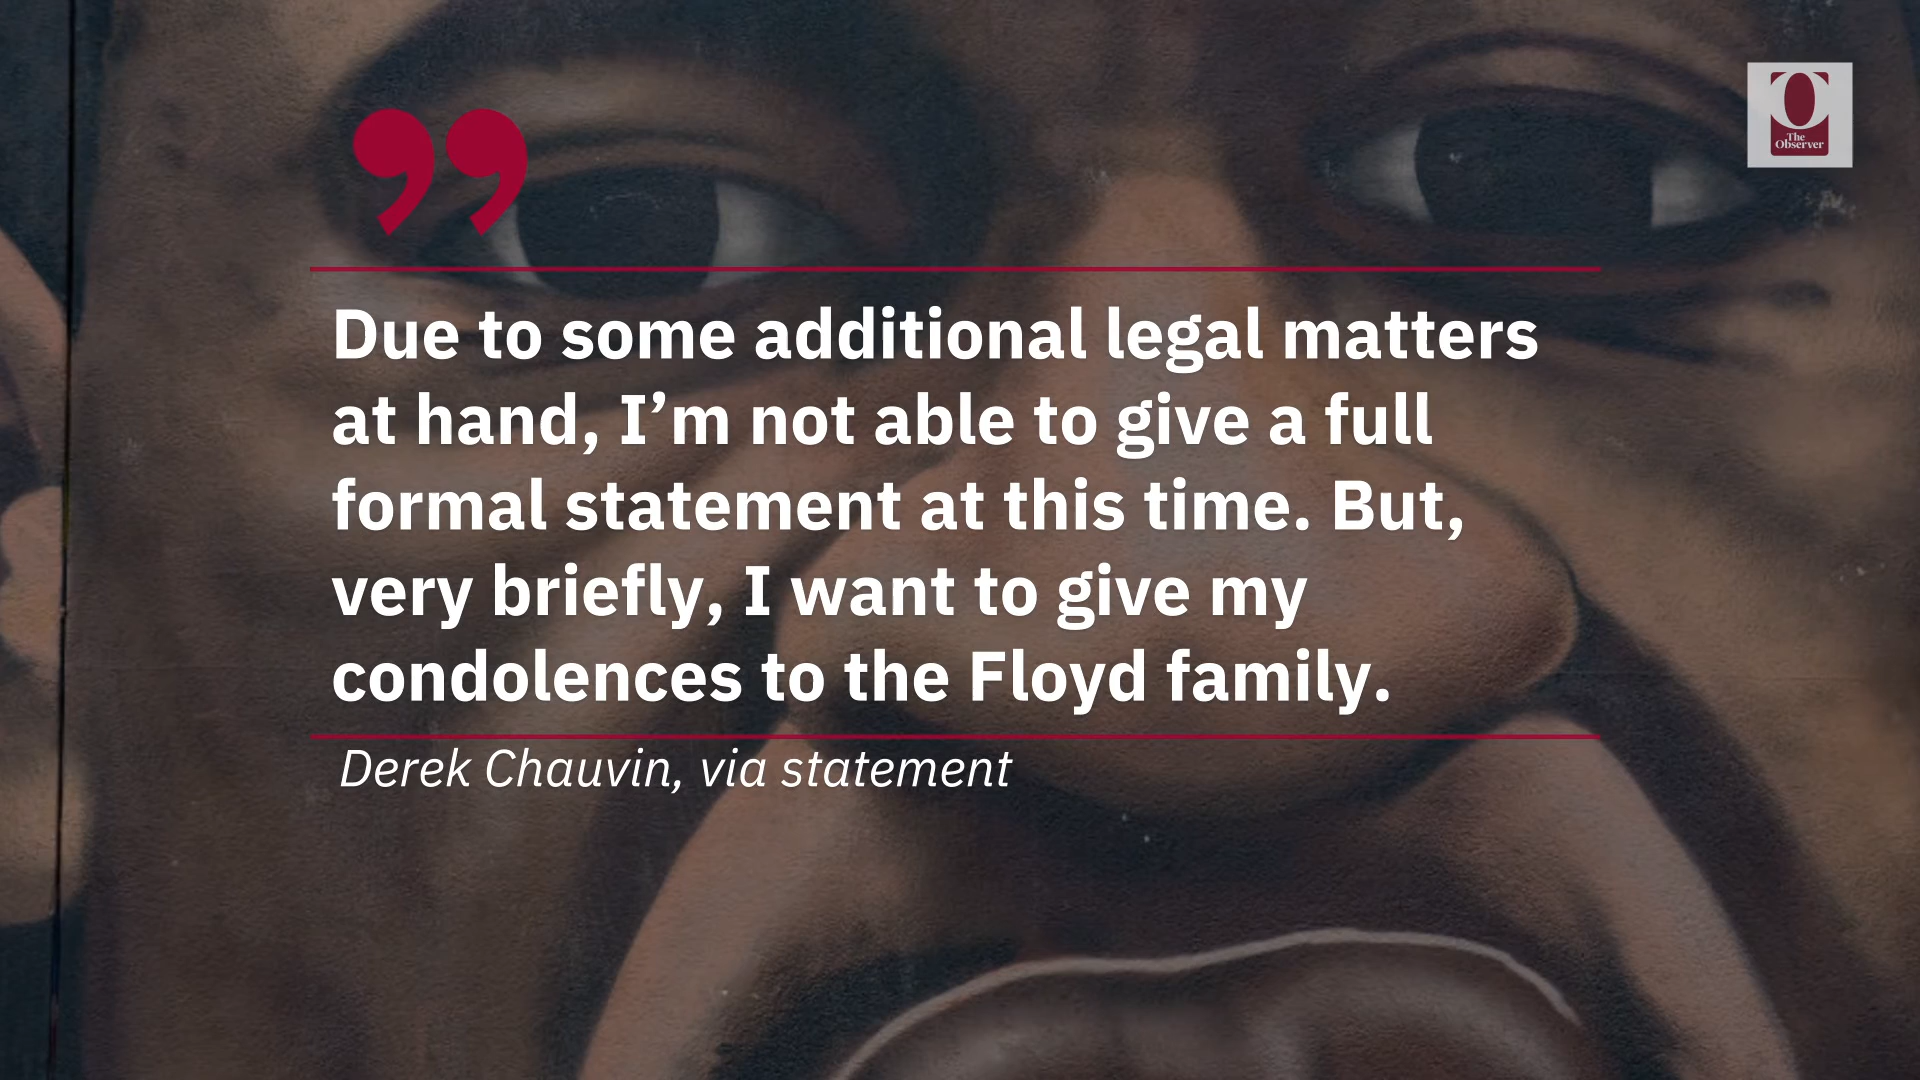 ”
The
Observer
Due to some additional legal matters
at hand, I’m not able to give a full
formal statement at this time. But,
very briefly, I want to give my
condolences to the Floyd family.
Derek Chauvin, via statement